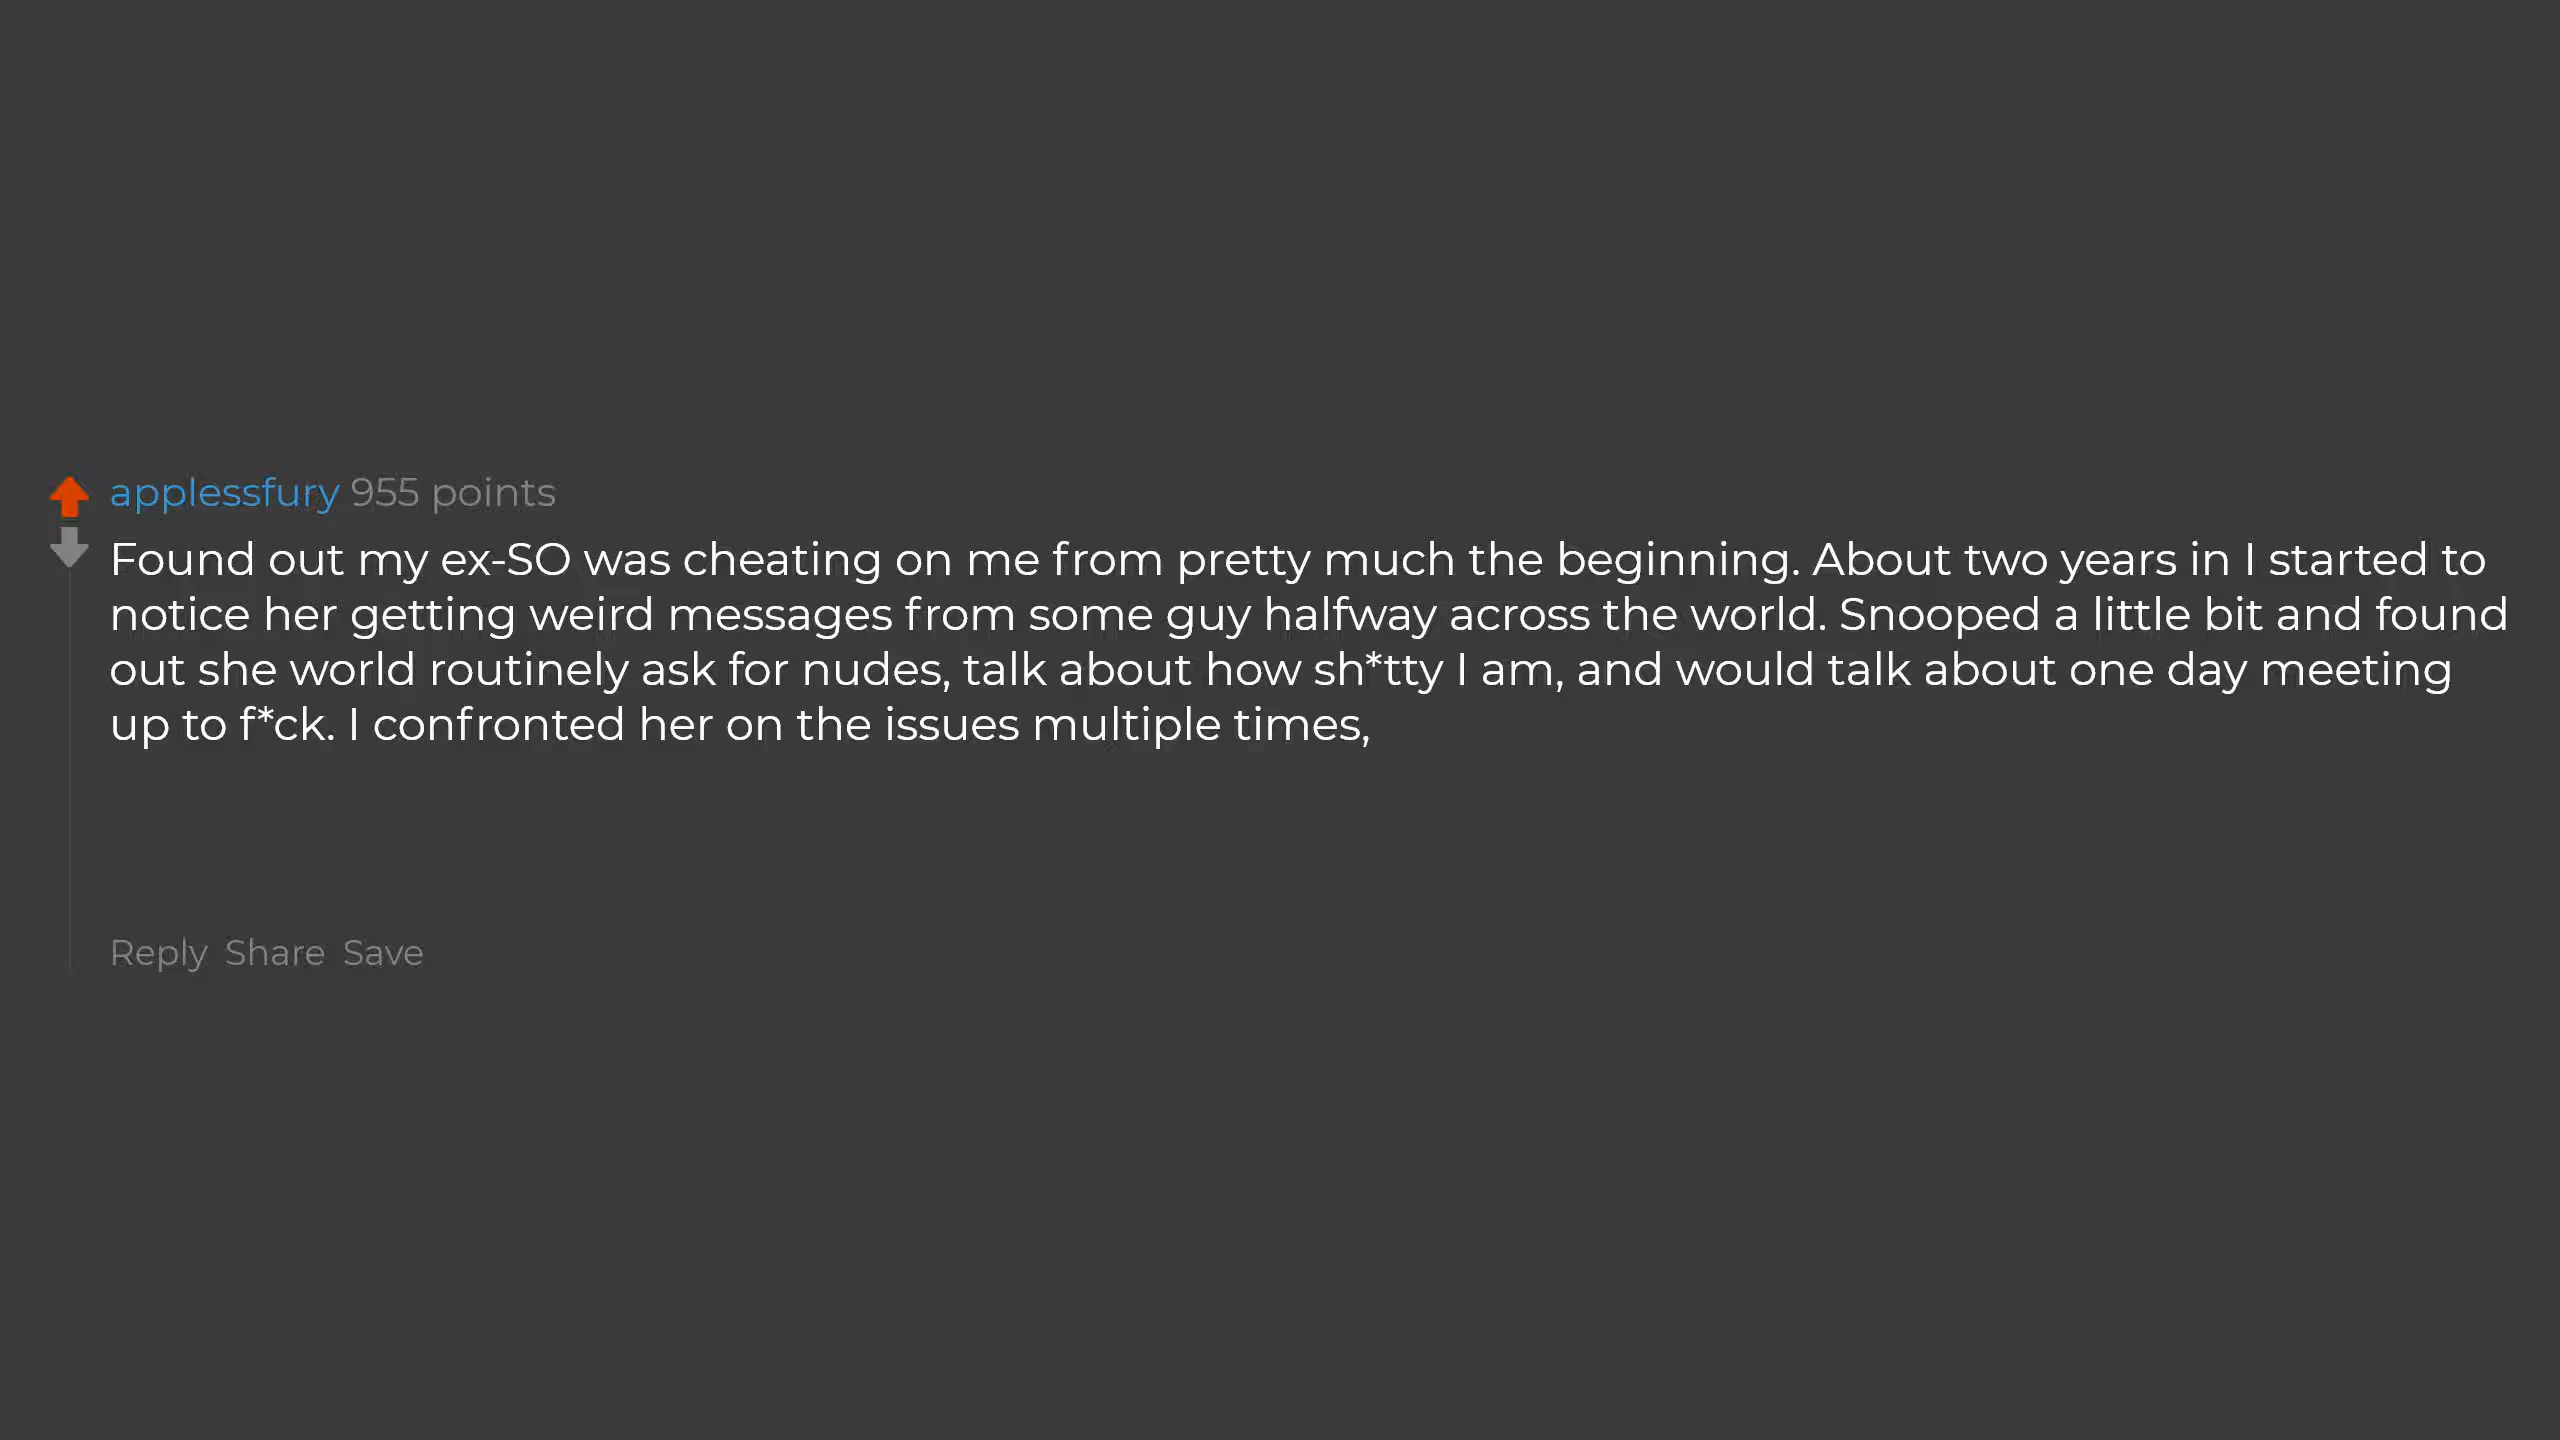 applessfury 955 points
Found out my ex-SO was cheating on me from pretty much the beginning. About two years in I started to
notice her getting weird messages from some guy halfway across the world. Snooped a little bit and found
out she world routinely ask for nudes, talk about how sh*tty I am, and would talk about one day meeting
up to f*ck. I confronted her on the issues multiple times,
Reply Share Save